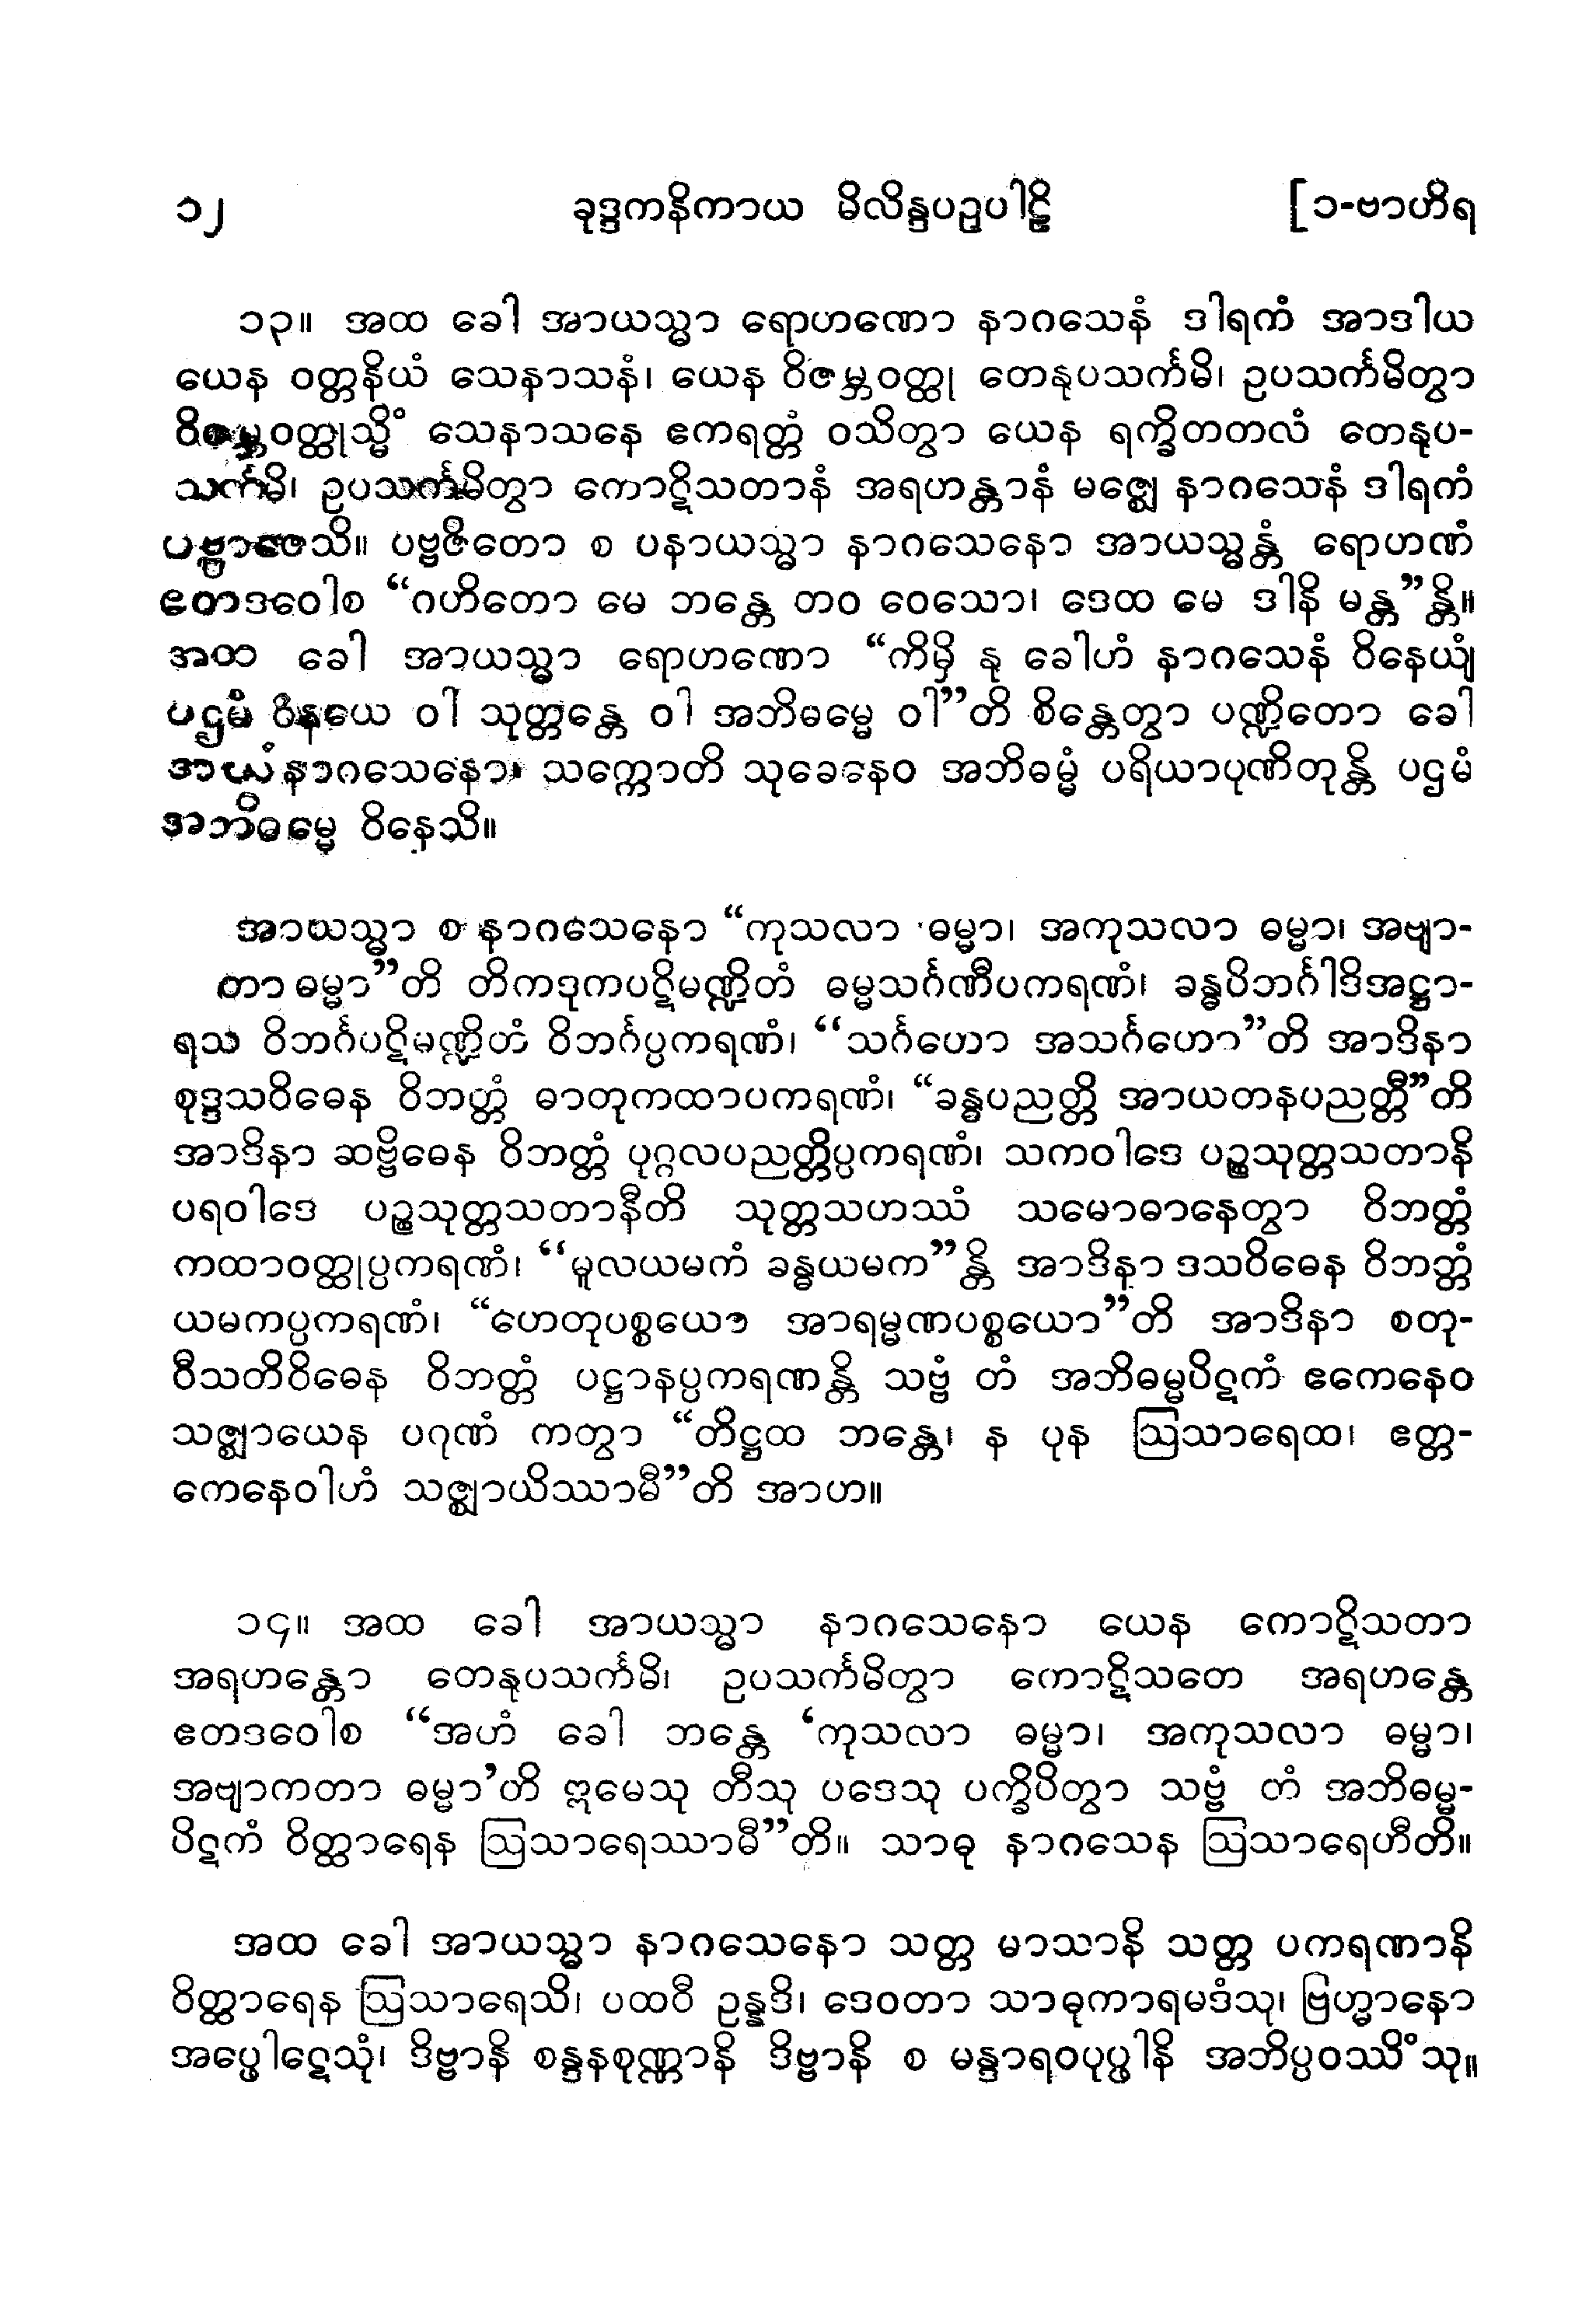 ၁၂ ခုဒ္ဒကနိကာယ မိလိန္ဒပဥှပါဠိ [၁-ဗာဟိရ
၁၃။ အထ ခေါ အာယသ္မာ ရောဟဏော နာဂသေနံ ဒါရကံ အာဒါယ
ယေန ဝတ္တနိယံ သေနာသနံ၊ ယေန ဝိဇမ္ဘဝတ္ထု တေနုပသင်္ကမိ၊ ဥပသင်္ကမိတွာ
ဝိဇမ္ဘဝတ္ထုသ္မိံ သေနာသနေ ဧကရတ္တံ ဝသိတွာ ယေန ရက္ခိတတလံ တေနုပ-
သင်္ကမိ၊ ဥပသင်္ကမိတွာ ကောဋိသတာနံ အရဟန္တာနံ မဇ္ဈေ နာဂသေနံ ဒါရကံ
ပဗ္ဗာဇေသိ။ ပဗ္ဗဇိတော စ ပနာယသ္မာ နာဂသေနော အာယသ္မန္တံ ရောဟဏံ
ဧတဒဝေါစ “ဂဟိတော မေ ဘန္တေ တဝ ဝေသော၊ ဒေထ မေ ဒါနိ မန္တ”န္တိ။
အထ ခေါ အာယသ္မာ ရောဟဏော “ကိမှိ နု ခေါဟံ နာဂသေနံ ဝိနေယျံ
ပဌမံ ဝိနယေ ဝါ သုတ္တန္တေ ဝါ အဘိဓမ္မေ ဝါ”တိ စိန္တေတွာ ပဏ္ဍိတော ခေါ
အာယံ နာဂသေနော၊ သက္ကောတိ သုခေနေဝ အဘိဓမ္မံ ပရိယာပုဏိတုန္တိ ပဌမံ
အဘိဓမ္မေ ဝိနေသိ။
အာယသ္မာ စ နာဂသေနော “ကုသလာ ဓမ္မာ၊ အကုသလာ ဓမ္မာ၊ အဗျာ-
တာ ဓမ္မာ”တိ တိကဒုကပဋိမဏ္ဍိတံ ဓမ္မသင်္ဂဏီပကရဏံ၊ ခန္ဓဝိဘင်္ဂါဒိအဋ္ဌာ-
ရသ ဝိဘင်္ဂပဋိမဏ္ဍိတံ ဝိဘင်္ဂပ္ပကရဏံ၊ “သင်္ဂဟော အသင်္ဂဟော”တိ အာဒိနာ
စုဒ္ဒသဝိဓေန ဝိဘတ္တံ ဓာတုကထာပကရဏံ၊ “ခန္ဓပညတ္တိ အာယတနပညတ္တီ”တိ
အာဒိနာ ဆဗ္ဗိဓေန ဝိဘတ္တံ ပုဂ္ဂလပညတ္တိပ္ပကရဏံ၊ သကဝါဒေ ပဉ္စသုတ္တသတာနိ
ပရဝါဒေ ပဉ္စသုတ္တသတာနီတိ သုတ္တသဟဿံ သမောဓာနေတွာ ဝိဘတ္တံ
ကထာဝတ္ထုပ္ပကရဏံ၊ “မူလယမကံ ခန္ဓယမက”န္တိ အာဒိနာ ဒသဝိဓေန ဝိဘတ္တံ
ယမကပ္ပကရဏံ၊ “ဟေတုပစ္စယော အာရမ္မဏပစ္စယော”တိ အာဒိနာ စတု-
ဝီသတိဝိဓေန ဝိဘတ္တံ ပဋ္ဌာနပ္ပကရဏန္တိ သဗ္ဗံ တံ အဘိဓမ္မပိဋကံ ဧကေနေဝ
သဇ္ဈာယေန ပဂုဏံ ကတွာ “တိဋ္ဌထ ဘန္တေ၊ န ပုန ဩသာရေထ၊ ဧတ္တ-
ကေနေဝါဟံ သဇ္ဈာယိဿာမီ”တိ အာဟ။
၁၄။ အထ ခေါ အာယသ္မာ နာဂသေနော ယေန ကောဋိသတာ
အရဟန္တော တေနုပသင်္ကမိ၊ ဥပသင်္ကမိတွာ ကောဋိသတေ အရဟန္တေ
ဧတဒဝေါစ “အဟံ ခေါ ဘန္တေ ‘ကုသလာ ဓမ္မာ၊ အကုသလာ ဓမ္မာ၊
အဗျာကတာ ဓမ္မာ’တိ ဣမေသု တီသု ပဒေသု ပက္ခိပိတွာ သဗ္ဗံ တံ အဘိဓမ္မ-
ပိဋကံ ဝိတ္ထာရေန ဩသာရေဿာမီ”တိ။ သာဓု နာဂသေန ဩသာရေဟီတိ။
အထ ခေါ အာယသ္မာ နာဂသေနော သတ္တ မာသာနိ သတ္တ ပကရဏာနိ
ဝိတ္ထာရေန ဩသာရေသိ၊ ပထဝီ ဥန္နဒိ၊ ဒေဝတာ သာဓုကာရမဒံသု၊ ဗြဟ္မာနော
အပ္ဖေါဋေသုံ၊ ဒိဗ္ဗာနိ စန္ဒနစုဏ္ဏာနိ ဒိဗ္ဗာနိ စ မန္ဒာရဝပုပ္ဖါနိ အဘိပ္ပဝဿိံသု။